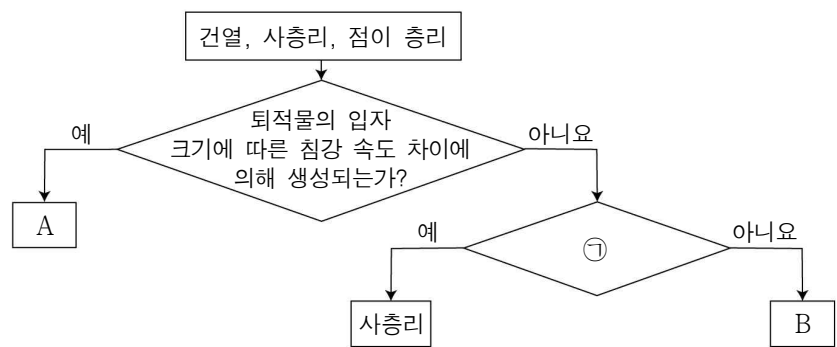 건열, 사층리, 점이 층리
퇴적물의 입자
크기에 따른 침강 속도 차이에
의해 생성되는가?
예
아니요
A
㉠
예
아니요
사층리
B